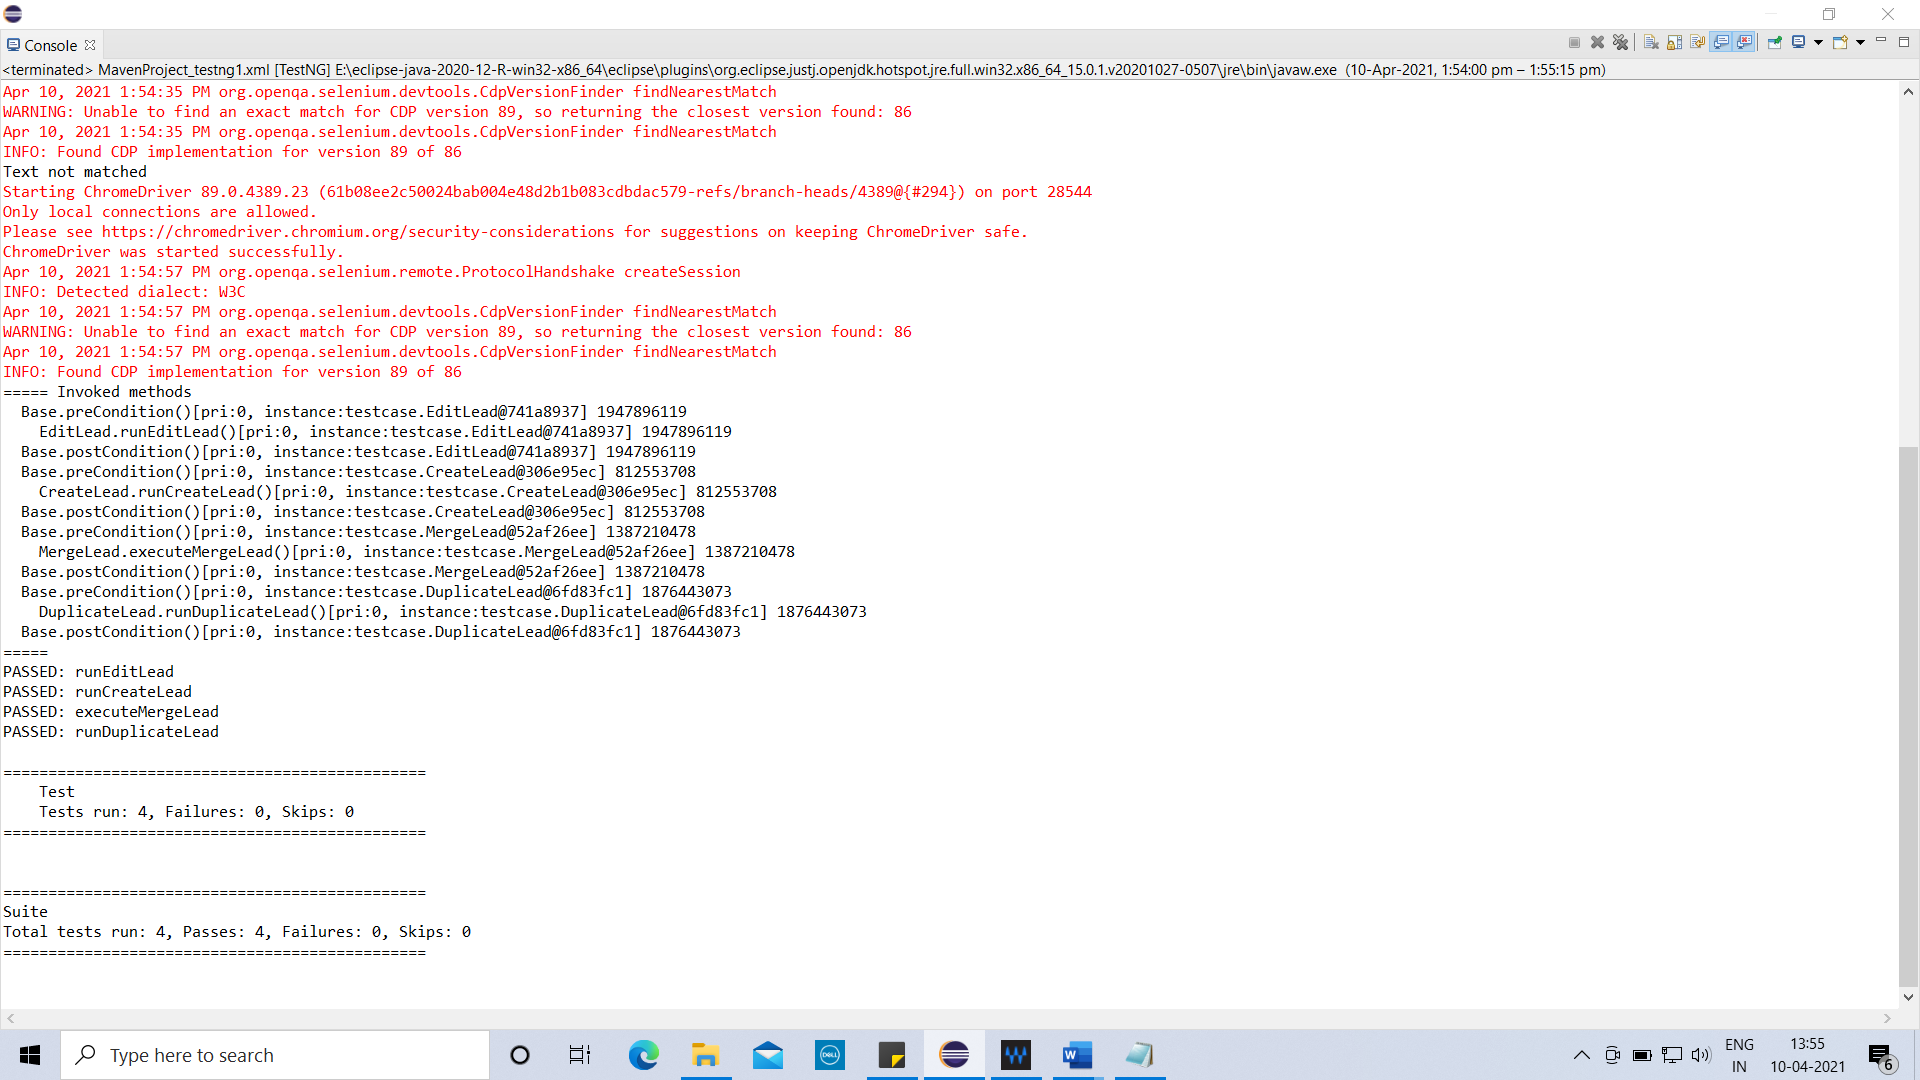 Console
<terminated> MavenProject_testng1.xml [TestNG] E:\eclipse-java-2020-12-R-win32-x86_64\eclipse\plugins\org.eclipse.justj.openjdk.hotspot.jre.full.win32.x86_64_15.0.1.v20201027-0507\jre\bin\javaw.exe (10-Apr-2021, 1:54:00 pm – 1:55:15 pm)
Apr 10, 2021 1:54:35 PM org.openqa.selenium.devtools.CdpVersionFinder findNearestMatch
WARNING: Unable to find an exact match for CDP version 89, so returning the closest version found: 86
Apr 10, 2021 1:54:35 PM org.openqa.selenium.devtools.CdpVersionFinder findNearestMatch
INFO: Found CDP implementation for version 89 of 86
Text not matched
Starting ChromeDriver 89.0.4389.23 (61b08ee2c50024bab004e48d2b1b083cdbdac579-refs/branch-heads/4389@{#294}) on port 28544
Only local connections are allowed.
Please see https://chromedriver.chromium.org/security-considerations for suggestions on keeping ChromeDriver safe.
ChromeDriver was started successfully.
Apr 10, 2021 1:54:57 PM org.openqa.selenium.remote.ProtocolHandshake createSession
INFO: Detected dialect: W3C
Apr 10, 2021 1:54:57 PM org.openqa.selenium.devtools.CdpVersionFinder findNearestMatch
WARNING: Unable to find an exact match for CDP version 89, so returning the closest version found: 86
Apr 10, 2021 1:54:57 PM org.openqa.selenium.devtools.CdpVersionFinder findNearestMatch
INFO: Found CDP implementation for version 89 of 86
===== Invoked methods
  Base.preCondition()[pri:0, instance:testcase.EditLead@741a8937] 1947896119
    EditLead.runEditLead()[pri:0, instance:testcase.EditLead@741a8937] 1947896119
  Base.postCondition()[pri:0, instance:testcase.EditLead@741a8937] 1947896119
  Base.preCondition()[pri:0, instance:testcase.CreateLead@306e95ec] 812553708
    CreateLead.runCreateLead()[pri:0, instance:testcase.CreateLead@306e95ec] 812553708
  Base.postCondition()[pri:0, instance:testcase.CreateLead@306e95ec] 812553708
  Base.preCondition()[pri:0, instance:testcase.MergeLead@52af26ee] 1387210478
    MergeLead.executeMergeLead()[pri:0, instance:testcase.MergeLead@52af26ee] 1387210478
  Base.postCondition()[pri:0, instance:testcase.MergeLead@52af26ee] 1387210478
  Base.preCondition()[pri:0, instance:testcase.DuplicateLead@6fd83fc1] 1876443073
    DuplicateLead.runDuplicateLead()[pri:0, instance:testcase.DuplicateLead@6fd83fc1] 1876443073
  Base.postCondition()[pri:0, instance:testcase.DuplicateLead@6fd83fc1] 1876443073
=====
PASSED: runEditLead
PASSED: runCreateLead
PASSED: executeMergeLead
PASSED: runDuplicateLead
===============================================
    Test
    Tests run: 4, Failures: 0, Skips: 0
===============================================
===============================================
Suite
Total tests run: 4, Passes: 4, Failures: 0, Skips: 0
===============================================
Type here to search
DELL
W
ENG
IN
13:55
10-04-2021
6